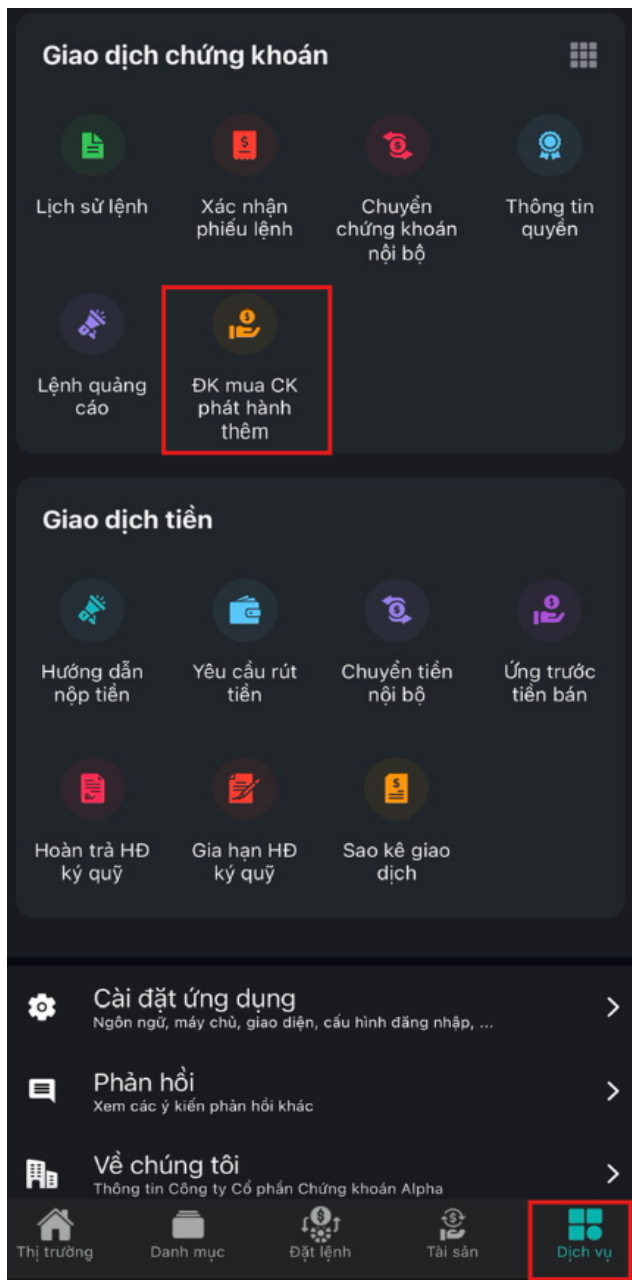 Giao dịch chứng khoán
Lịch sử lệnh
Xác nhận
phiếu lệnh
Chuyển
chứng khoán
nội bộ
Thông tin
quyền
Lệnh quảng
cáo
ĐK mua CK
phát hành
thêm
Giao dịch tiền
Hướng dẫn
nộp tiền
Yêu cầu rút
tiền
Chuyển tiền
nội bộ
Ứng trước
tiền bán
Hoàn trả HĐ
ký quỹ
Gia hạn HĐ
ký quỹ
Sao kê giao
dịch
Cài đặt ứng dụng
Ngôn ngữ, máy chủ, giao diện, cấu hình đăng nhập, ...
Phản hồi
Xem các ý kiến phản hồi khác
Về chúng tôi
Thông tin Công ty Cổ phần Chứng khoán Alpha
Thị trường Danh mục Đặt lệnh Tài sản Dịch vụ